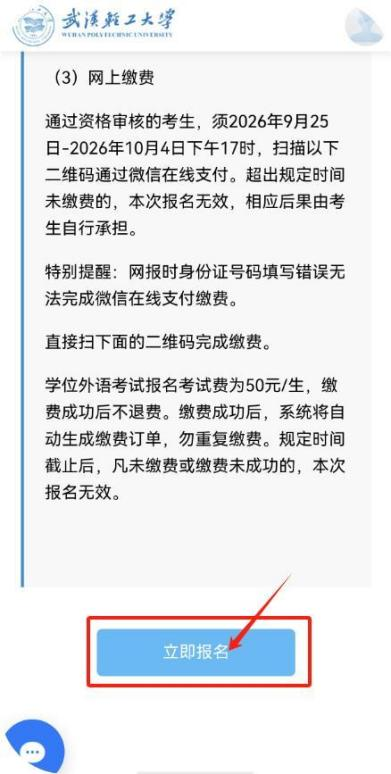 武汉轻工大学
WUHAN POLYTECHNIC UNIVERSITY
（3）网上缴费
通过资格审核的考生，须2026年9月25
日-2026年10月4日下午17时，扫描以下
二维码通过微信在线支付。超出规定时间
未缴费的，本次报名无效，相应后果由考
生自行承担。
特别提醒：网报时身份证号码填写错误无
法完成微信在线支付缴费。
直接扫下面的二维码完成缴费。
学位外语考试报名考试费为50元/生，缴
费成功后不退费。缴费成功后，系统将自
动生成缴费订单，勿重复缴费。规定时间
截止后，凡未缴费或缴费未成功的，本次
报名无效。
立即报名